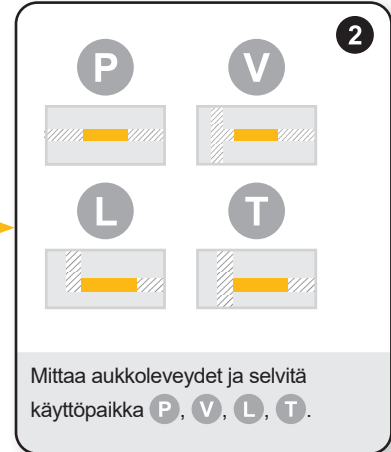 2
P V
L T
Mittaa aukkoleveydet ja selvitä
käyttöpaikka P, V, L, T.